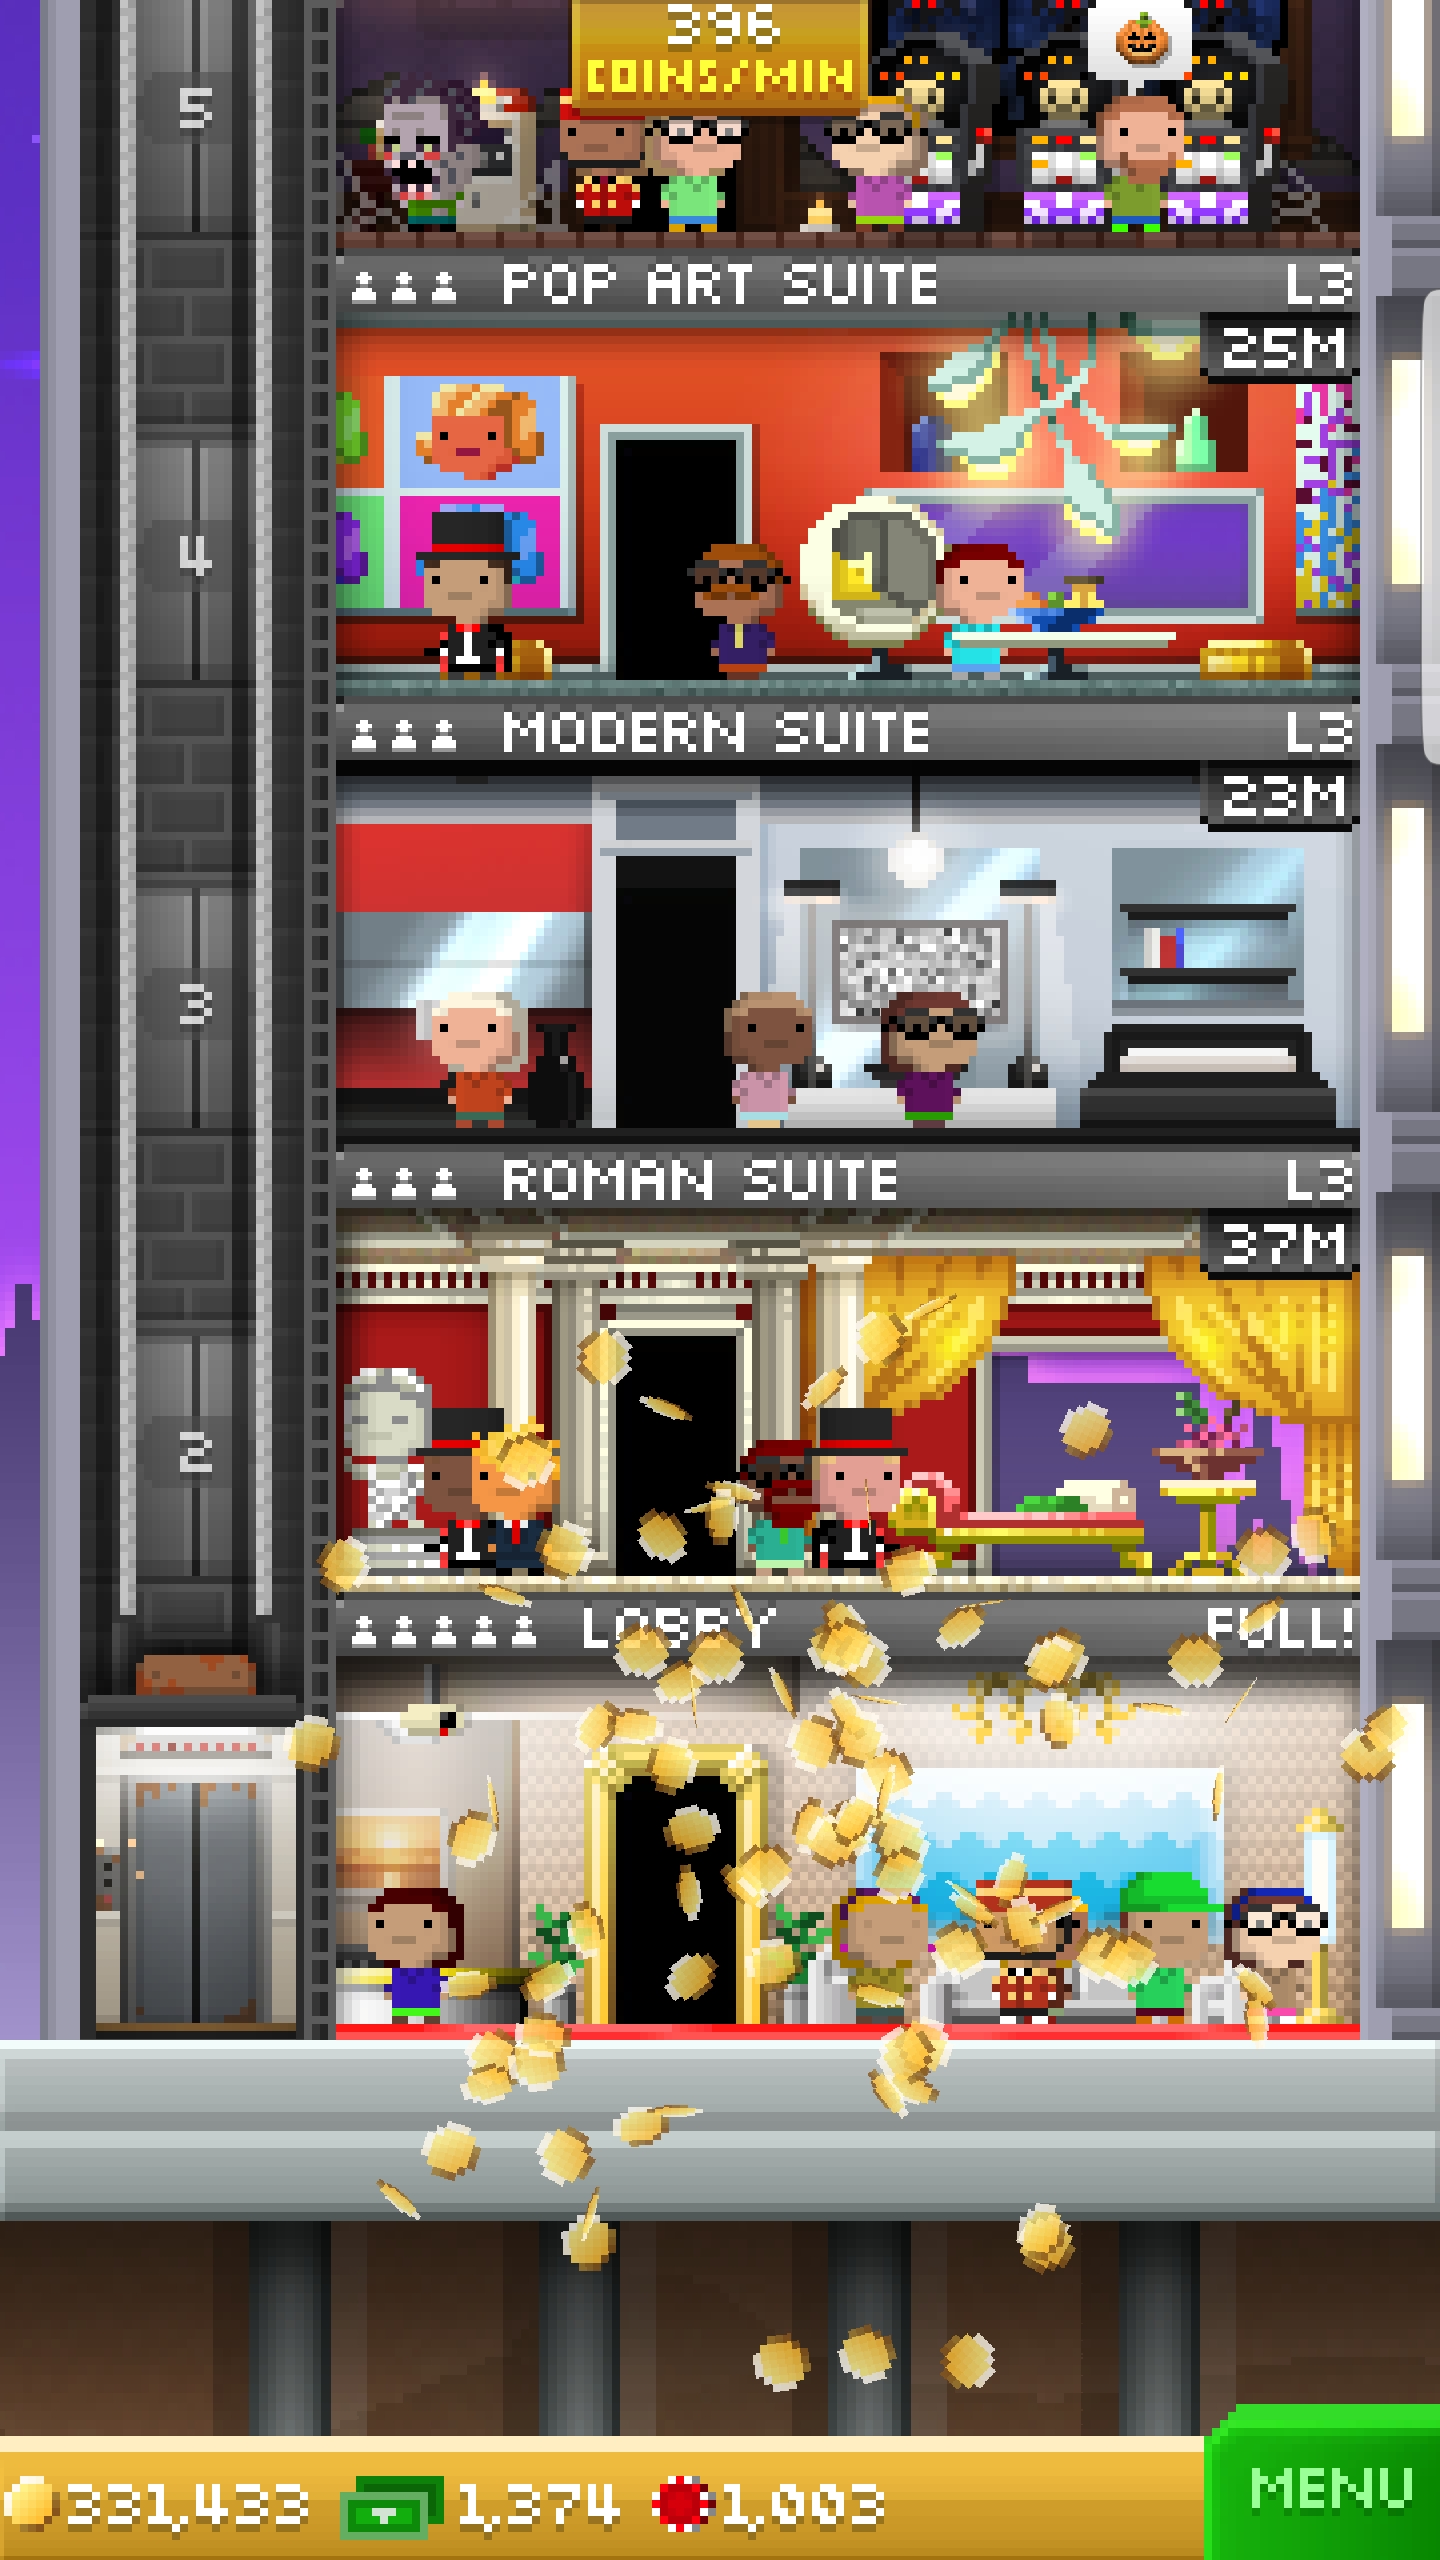 396
COINS/MIN
5
POP ART SUITE L3
25M
4
MODERN SUITE L3
23M
3
ROMAN SUITE L3
37M
2
LOBBY FULL!
331,433 1,374 1,003
MENU